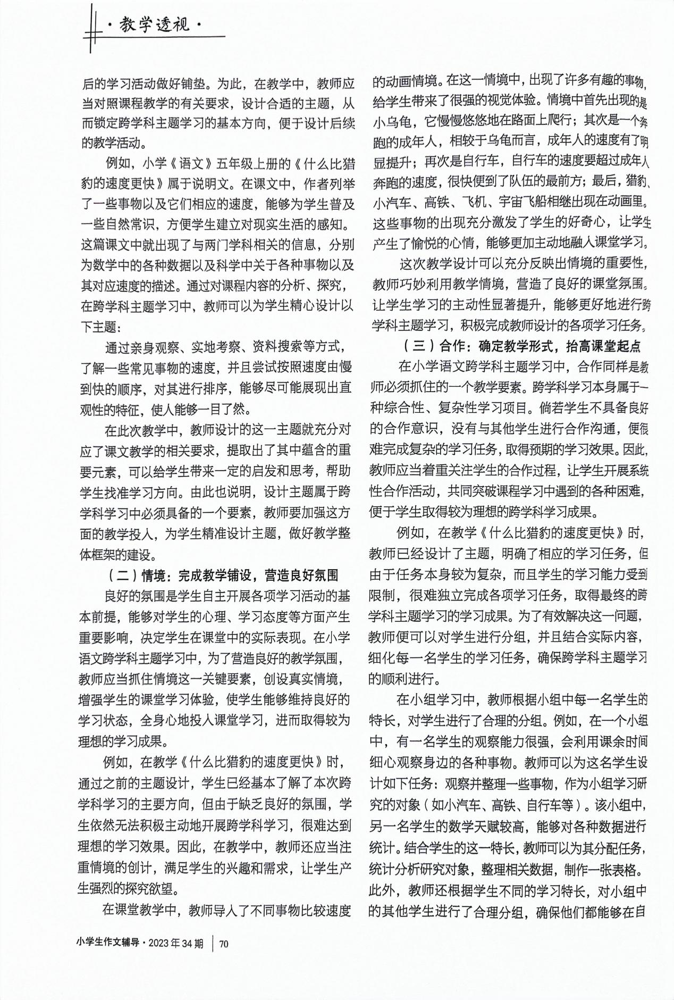 ·教学透视·
后的学习活动做好铺垫。为此，在教学中，教师应
当对照课程教学的有关要求，设计合适的主题，从
而锁定跨学科主题学习的基本方向，便于设计后续
的教学活动。
例如，小学《语文》五年级上册的《什么比猎
豹的速度更快》属于说明文。在课文中，作者列举
了一些事物以及它们相应的速度，能够为学生普及
一些自然常识，方便学生建立对现实生活的感知。
这篇课文中就出现了与两门学科相关的信息，分别
为数学中的各种数据以及科学中关于各种事物以及
其对应速度的描述。通过对课程内容的分析、探究，
在跨学科主题学习中，教师可以为学生精心设计以
下主题：
通过亲身观察、实地考察、资料搜索等方式，
了解一些常见事物的速度，并且尝试按照速度由慢
到快的顺序，对其进行排序，能够尽可能展现出直
观性的特征，使人能够一目了然。
在此次教学中，教师设计的这一主题就充分对
应了课文教学的相关要求，提取出了其中蕴含的重
要元素，可以给学生带来一定的启发和思考，帮助
学生找准学习方向。由此也说明，设计主题属于跨
学科学习中必须具备的一个要素，教师要加强这方
面的教学投入，为学生精准设计主题，做好教学整
体框架的建设。
（二）情境：完成教学铺设，营造良好氛围
良好的氛围是学生自主开展各项学习活动的基
本前提，能够对学生的心理、学习态度等方面产生
重要影响，决定学生在课堂中的实际表现。在小学
语文跨学科主题学习中，为了营造良好的教学氛围，
教师应当抓住情境这一关键要素，创设真实情境，
增强学生的课堂学习体验，使学生能够维持良好的
学习状态，全身心地投入课堂学习，进而取得较为
理想的学习成果。
例如，在教学《什么比猎豹的速度更快》时，
通过之前的主题设计，学生已经基本了解了本次跨
学科学习的主要方向，但由于缺乏良好的氛围，学
生依然无法积极主动地开展跨学科学习，很难达到
理想的学习效果。因此，在教学中，教师还应当注
重情境的创计，满足学生的兴趣和需求，让学生产
生强烈的探究欲望。
在课堂教学中，教师导入了不同事物比较速度
的动画情境。在这一情境中，出现了许多有趣的事物，
给学生带来了很强的视觉体验。情境中首先出现的是
小乌龟，它慢慢悠悠地在路面上爬行；其次是一个奔
跑的成年人，相较于乌龟而言，成年人的速度有了明
显提升；再次是自行车，自行车的速度要超过成年人
奔跑的速度，很快便到了队伍的最前方；最后，猎豹、
小汽车、高铁、飞机、宇宙飞船相继出现在动画里。
这些事物的出现充分激发了学生的好奇心，让学生
产生了愉悦的心情，能够更加主动地融入课堂学习。
这次教学设计可以充分反映出情境的重要性，
教师巧妙利用教学情境，营造了良好的课堂氛围。
让学生学习的主动性显著提升，能够更好地进行跨
学科主题学习，积极完成教师设计的各项学习任务。
（三）合作：确定教学形式，抬高课堂起点
在小学语文跨学科主题学习中，合作同样是教
师必须抓住的一个教学要素。跨学科学习本身属于一
种综合性、复杂性学习项目。倘若学生不具备良好
的合作意识，没有与其他学生进行合作沟通，便很
难完成复杂的学习任务，取得预期的学习效果。因此，
教师应当着重关注学生的合作过程，让学生开展系统
性合作活动，共同突破课程学习中遇到的各种困难，
便于学生取得较为理想的跨学科学习成果。
例如，在教学《什么比猎豹的速度更快》时，
教师已经设计了主题，明确了相应的学习任务，但
由于任务本身较为复杂，而且学生的学习能力受到
限制，很难独立完成各项学习任务，取得最终的跨
学科主题学习的学习成果。为了有效解决这一问题，
教师便可以对学生进行分组，并且结合实际内容，
细化每一名学生的学习任务，确保跨学科主题学习
的顺利进行。
在小组学习中，教师根据小组中每一名学生的
特长，对学生进行了合理的分组。例如，在一个小组
中，有一名学生的观察能力很强，会利用课余时间
细心观察身边的各种事物。教师可以为这名学生设
计如下任务：观察并整理一些事物，作为小组学习研
究的对象（如小汽车、高铁、自行车等）。该小组中，
另一名学生的数学天赋较高，能够对各种数据进行
统计。结合学生的这一特长，教师可以为其分配任务，
统计分析研究对象，整理相关数据，制作一张表格。
此外，教师还根据学生不同的学习特长，对小组中
的其他学生进行了合理分组，确保他们都能够在自
小学生作文辅导·2023年34期 | 70